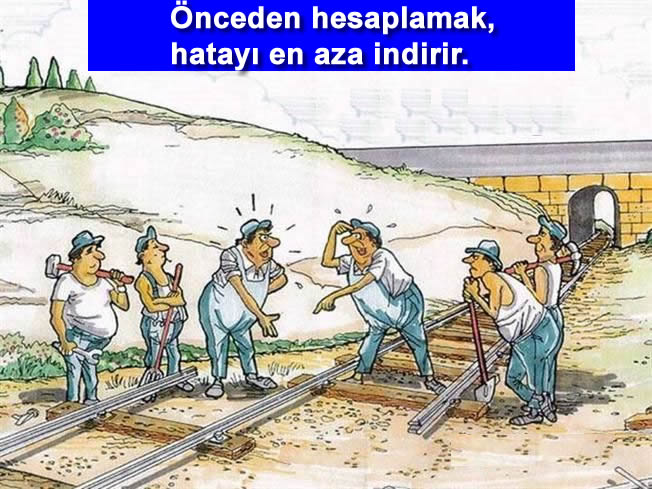 Önceden hesaplamak,
hatayı en aza indirir.